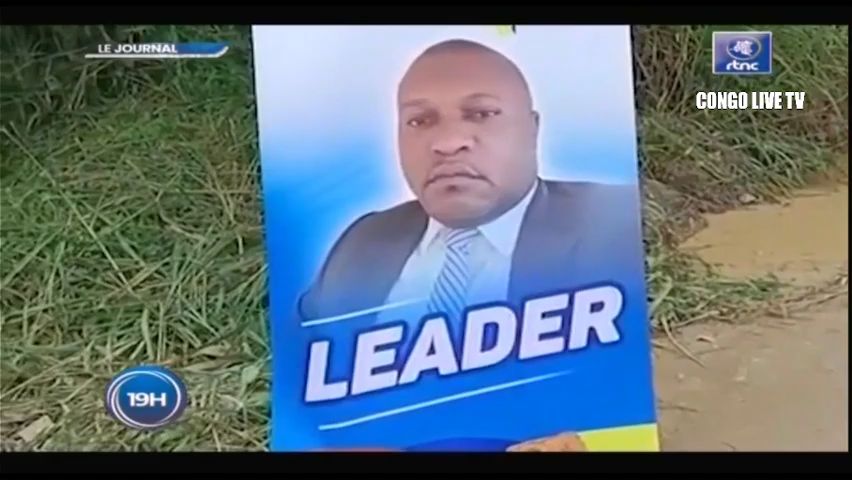 LE JOURNAL
rtnc
CONGO LIVE TV
LEADER
19H